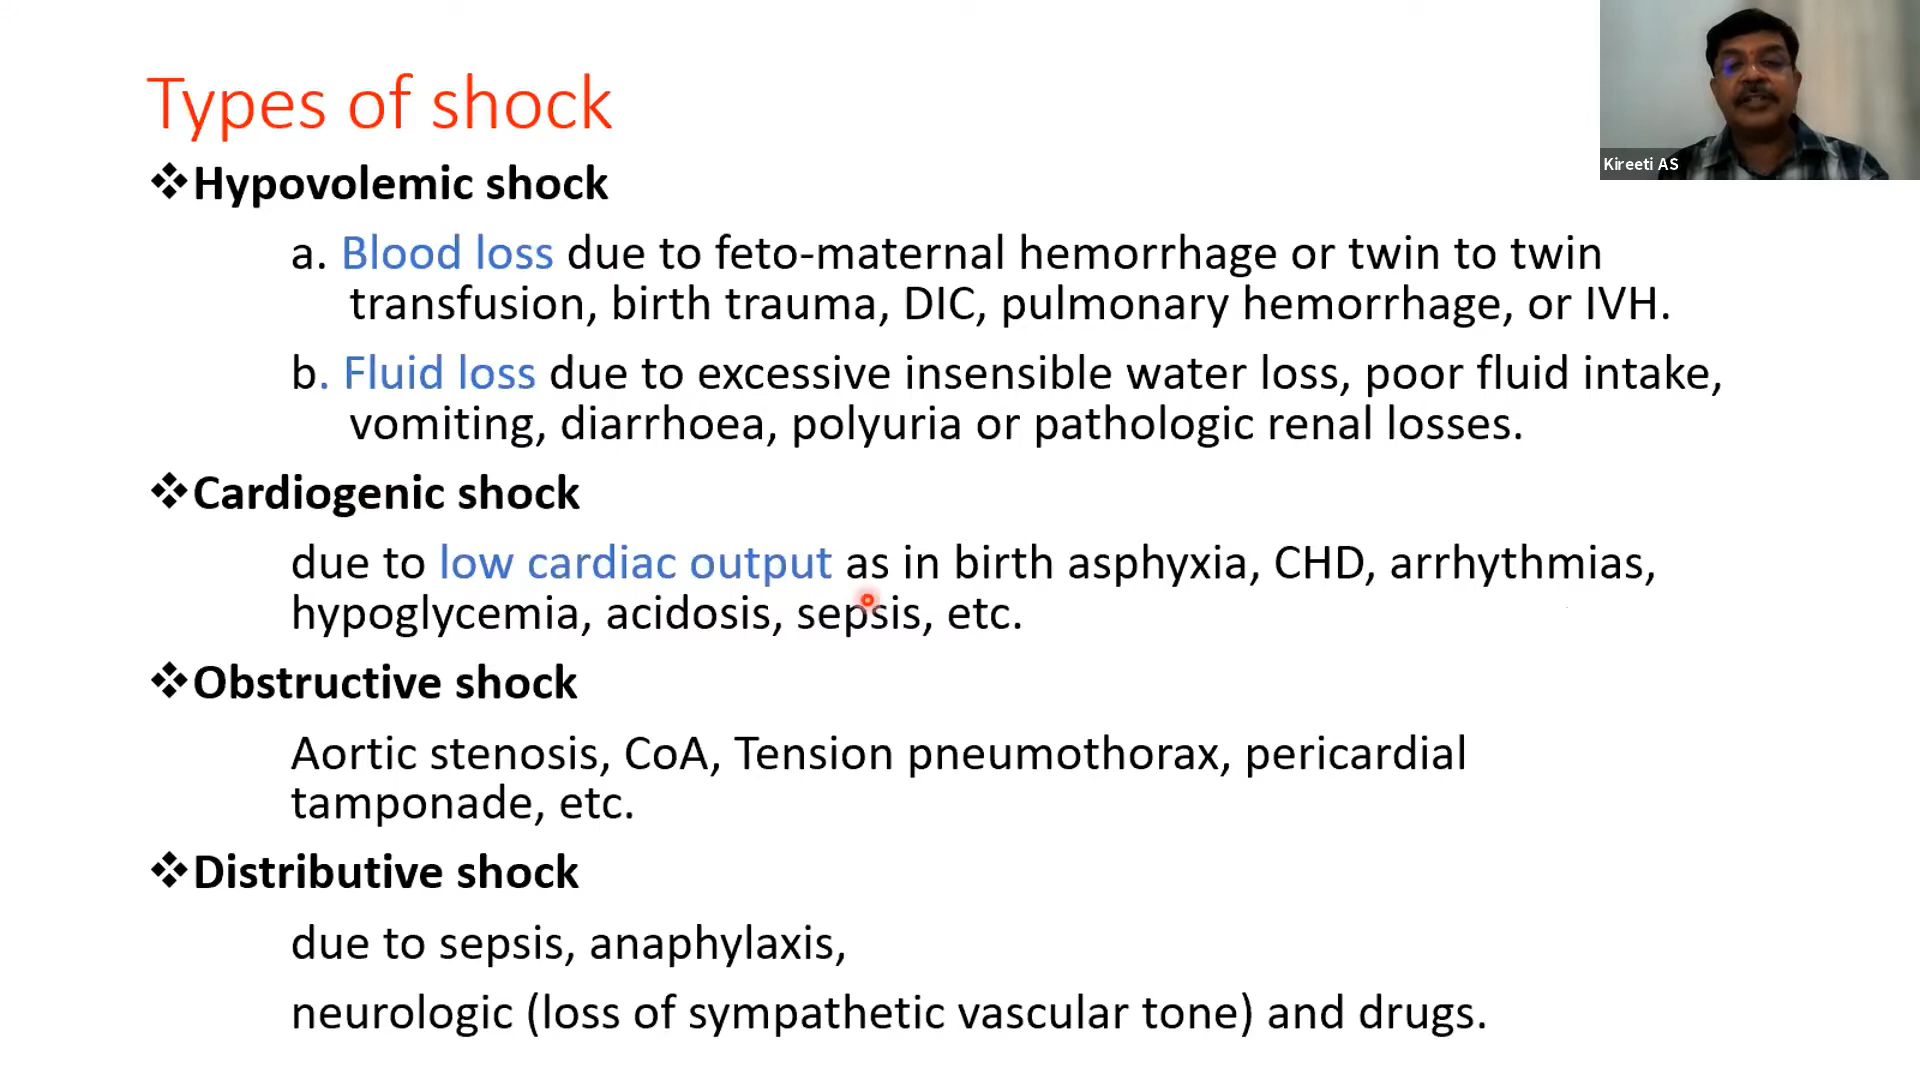 Types of shock
Kireeti AS
❖Hypovolemic shock
a. Blood loss due to feto-maternal hemorrhage or twin to twin
transfusion, birth trauma, DIC, pulmonary hemorrhage, or IVH.
b. Fluid loss due to excessive insensible water loss, poor fluid intake,
vomiting, diarrhoea, polyuria or pathologic renal losses.
❖Cardiogenic shock
due to low cardiac output as in birth asphyxia, CHD, arrhythmias,
hypoglycemia, acidosis, sepsis, etc.
❖Obstructive shock
Aortic stenosis, CoA, Tension pneumothorax, pericardial
tamponade, etc.
❖Distributive shock
due to sepsis, anaphylaxis,
neurologic (loss of sympathetic vascular tone) and drugs.